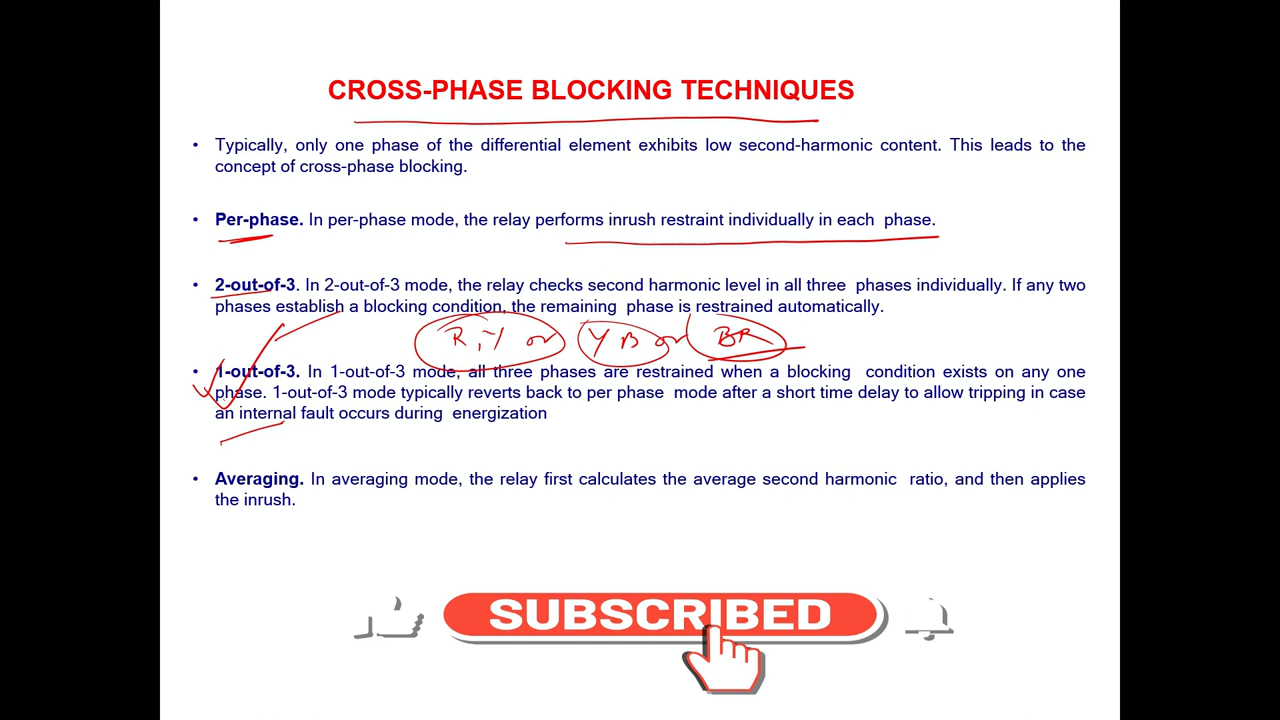 CROSS-PHASE BLOCKING TECHNIQUES
• Typically, only one phase of the differential element exhibits low second-harmonic content. This leads to the
concept of cross-phase blocking.
• Per-phase. In per-phase mode, the relay performs inrush restraint individually in each phase.
• 2-out-of-3. In 2-out-of-3 mode, the relay checks second harmonic level in all three phases individually. If any two
phases establish a blocking condition, the remaining phase is restrained automatically.
R, Y or YB or BR
• 1-out-of-3. In 1-out-of-3 mode, all three phases are restrained when a blocking condition exists on any one
phase. 1-out-of-3 mode typically reverts back to per phase mode after a short time delay to allow tripping in case
an internal fault occurs during energization
• Averaging. In averaging mode, the relay first calculates the average second harmonic ratio, and then applies
the inrush.
SUBSCRIBED